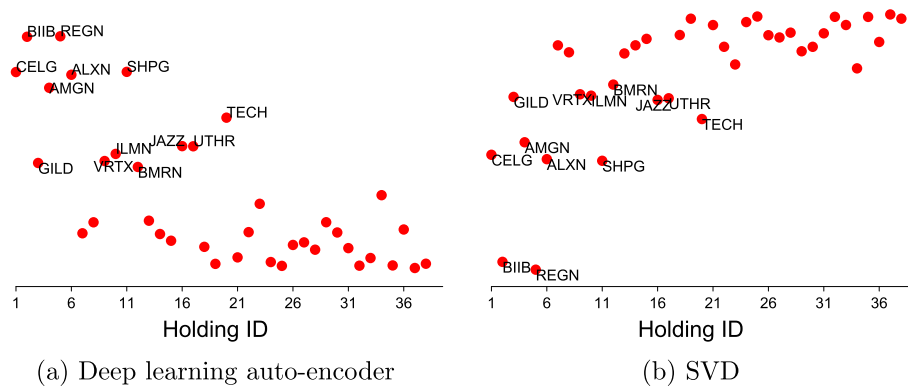 BIIB REGN
CELG ALXN SHPG
AMGN
TECH
JAZZ UTHR
ILMN
GILD VRTX BMRN
1 6 11 16 21 26 31 36
Holding ID
(a) Deep learning auto-encoder
BMRN
GILD VRTX ILMN JAZZ UTHR
TECH
AMGN
CELG ALXN SHPG
BIIB REGN
1 6 11 16 21 26 31 36
Holding ID
(b) SVD